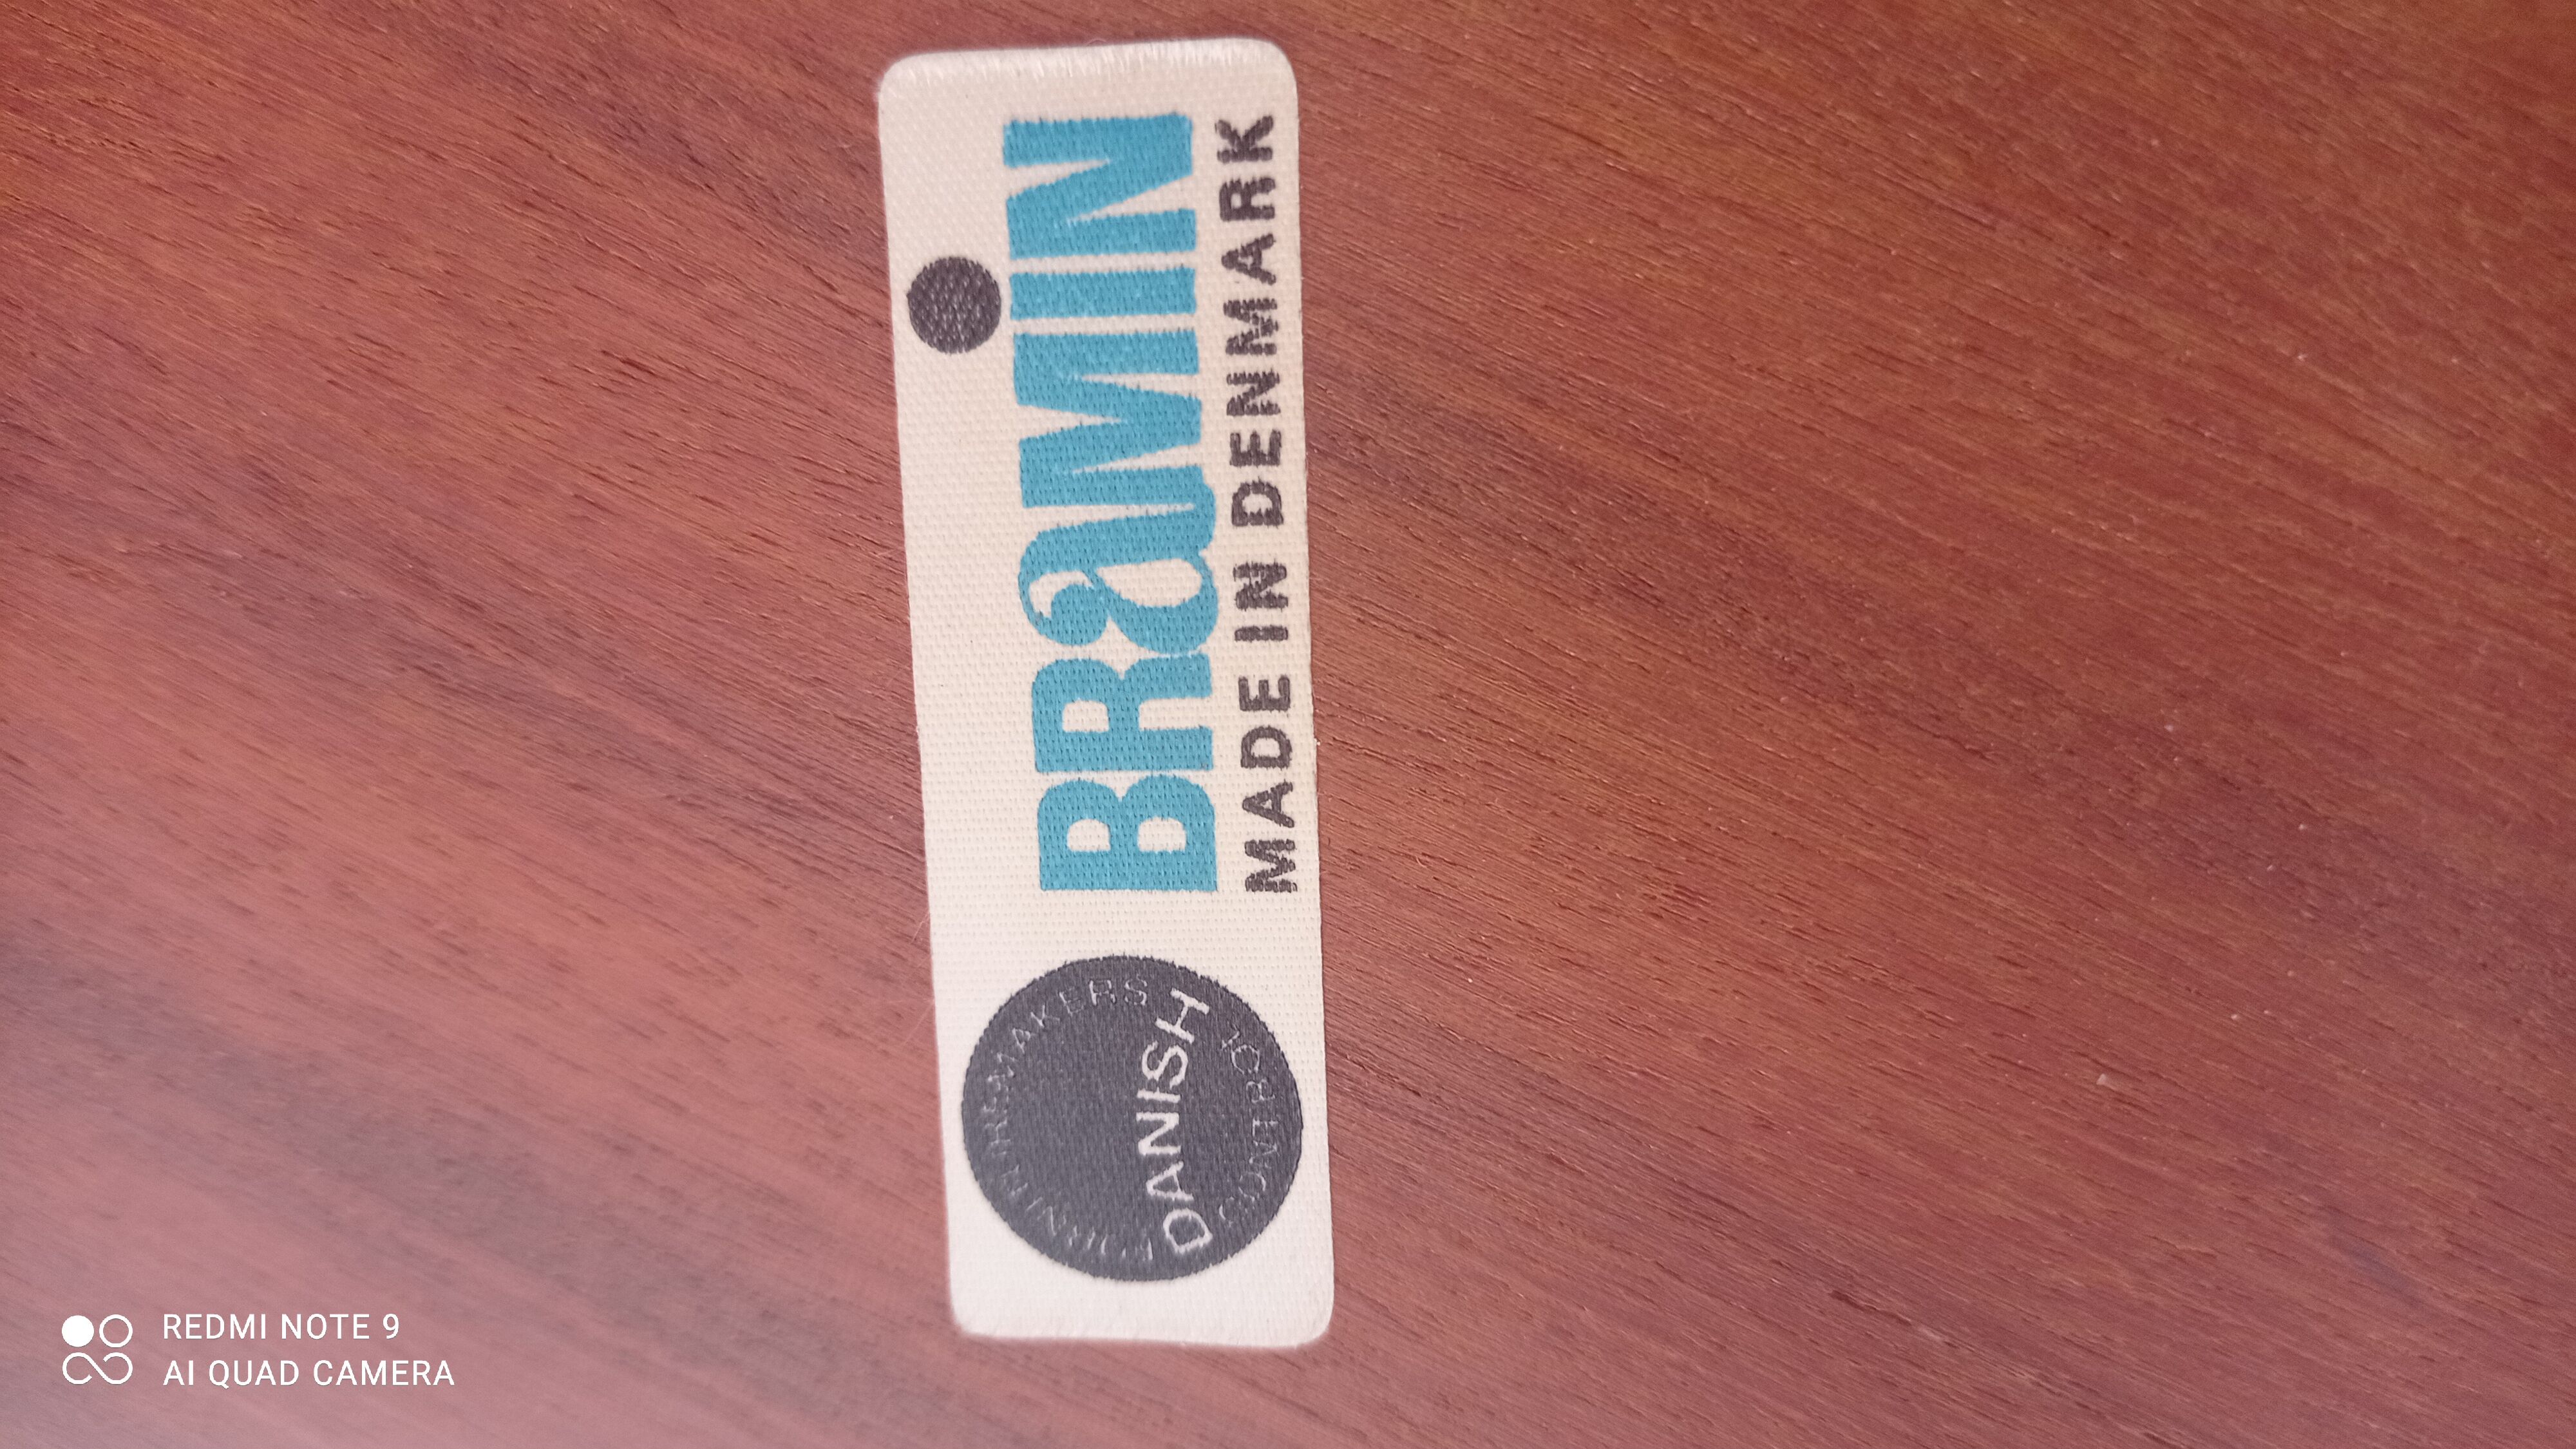 BRAMIN
MADE IN DENMARK
FURNITUREMAKERS
DANISH
CONTROL
REDMI NOTE 9
AI QUAD CAMERA